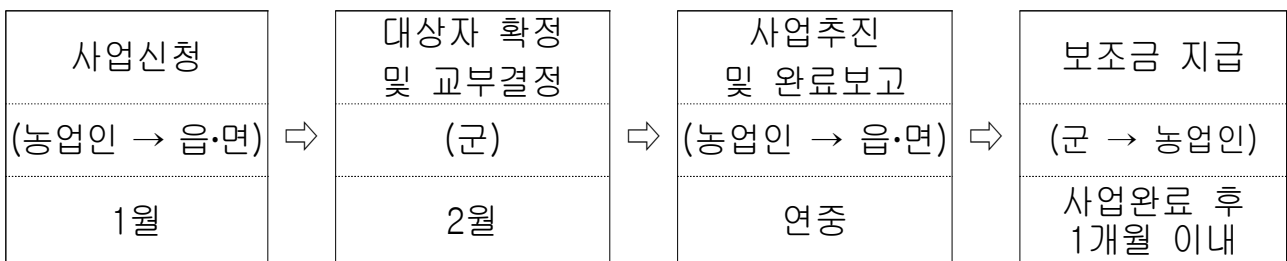 사업신청
(농업인 → 읍·면)
1월
⇨
대상자 확정
및 교부결정
(군)
2월
⇨
사업추진
및 완료보고
(농업인 → 읍·면)
연중
⇨
보조금 지급
(군 → 농업인)
사업완료 후
1개월 이내